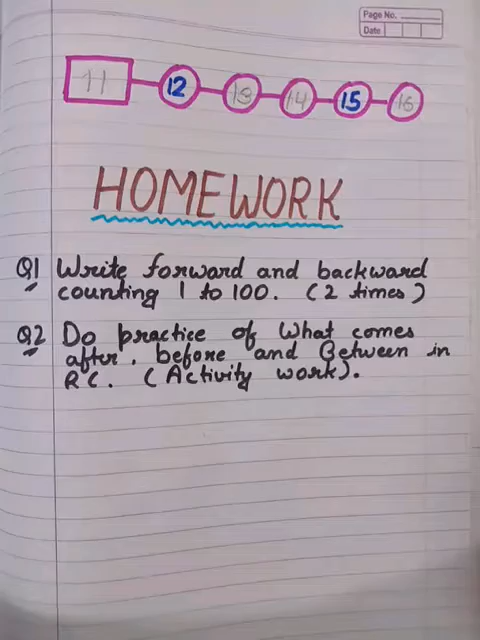 Page No.
Date
11 12 13 14 15 16
HOMEWORK
Q1 Write forward and backward
counting 1 to 100. (2 times)
Q2 Do practice of What comes
after, before and Between in
R.C. (Activity work).